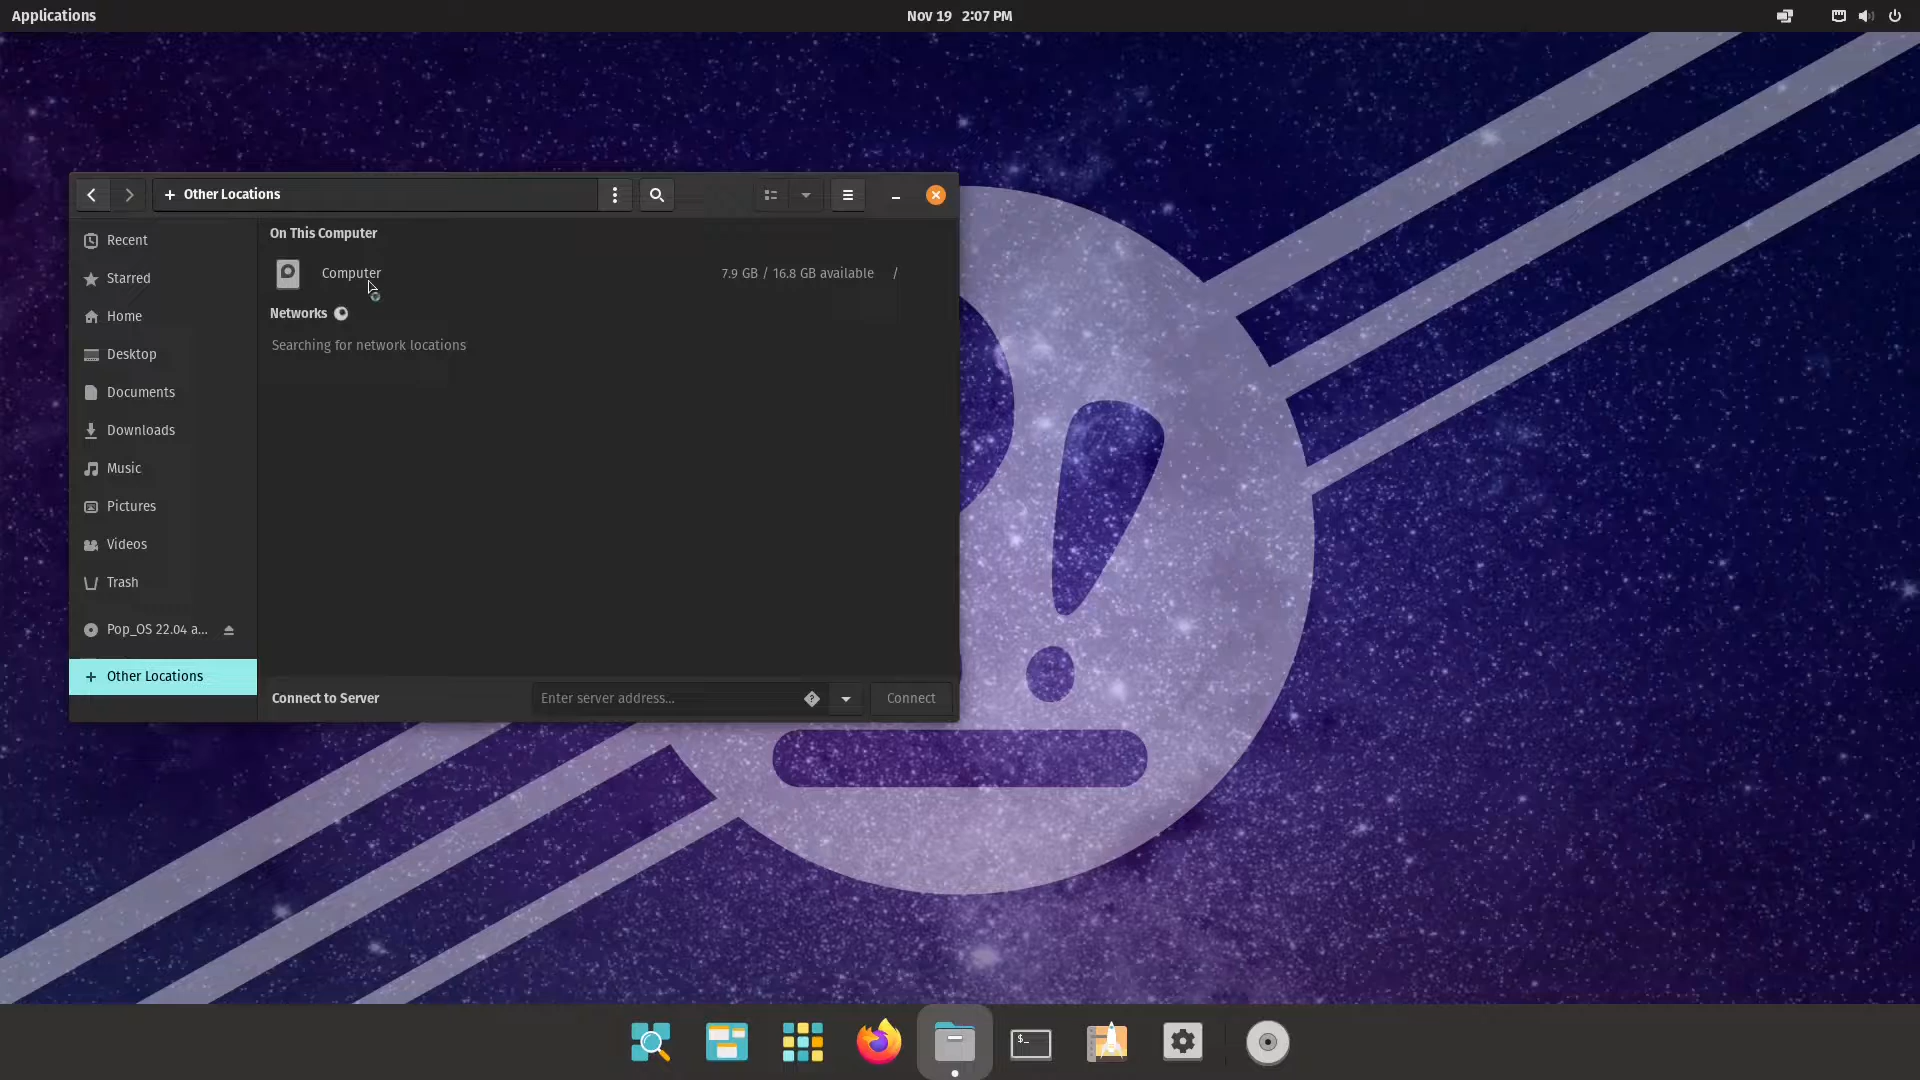 Applications
Nov 19 2:07 PM
Other Locations
Recent
Starred
Home
Desktop
Documents
Downloads
Music
Pictures
Videos
Trash
Pop_OS 22.04 a...
Other Locations
On This Computer
Computer
7.9 GB / 16.8 GB available /
Networks
Searching for network locations
Connect to Server
Enter server address...
Connect
$_